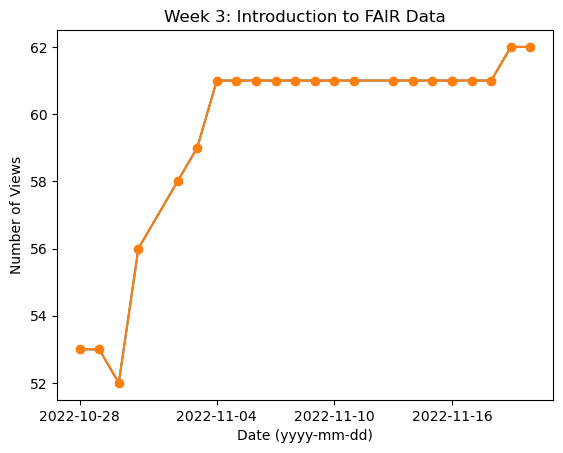 Week 3: Introduction to FAIR Data
Number of Views
62
60
58
56
54
52
2022-10-28 2022-11-04 2022-11-10 2022-11-16
Date (yyyy-mm-dd)